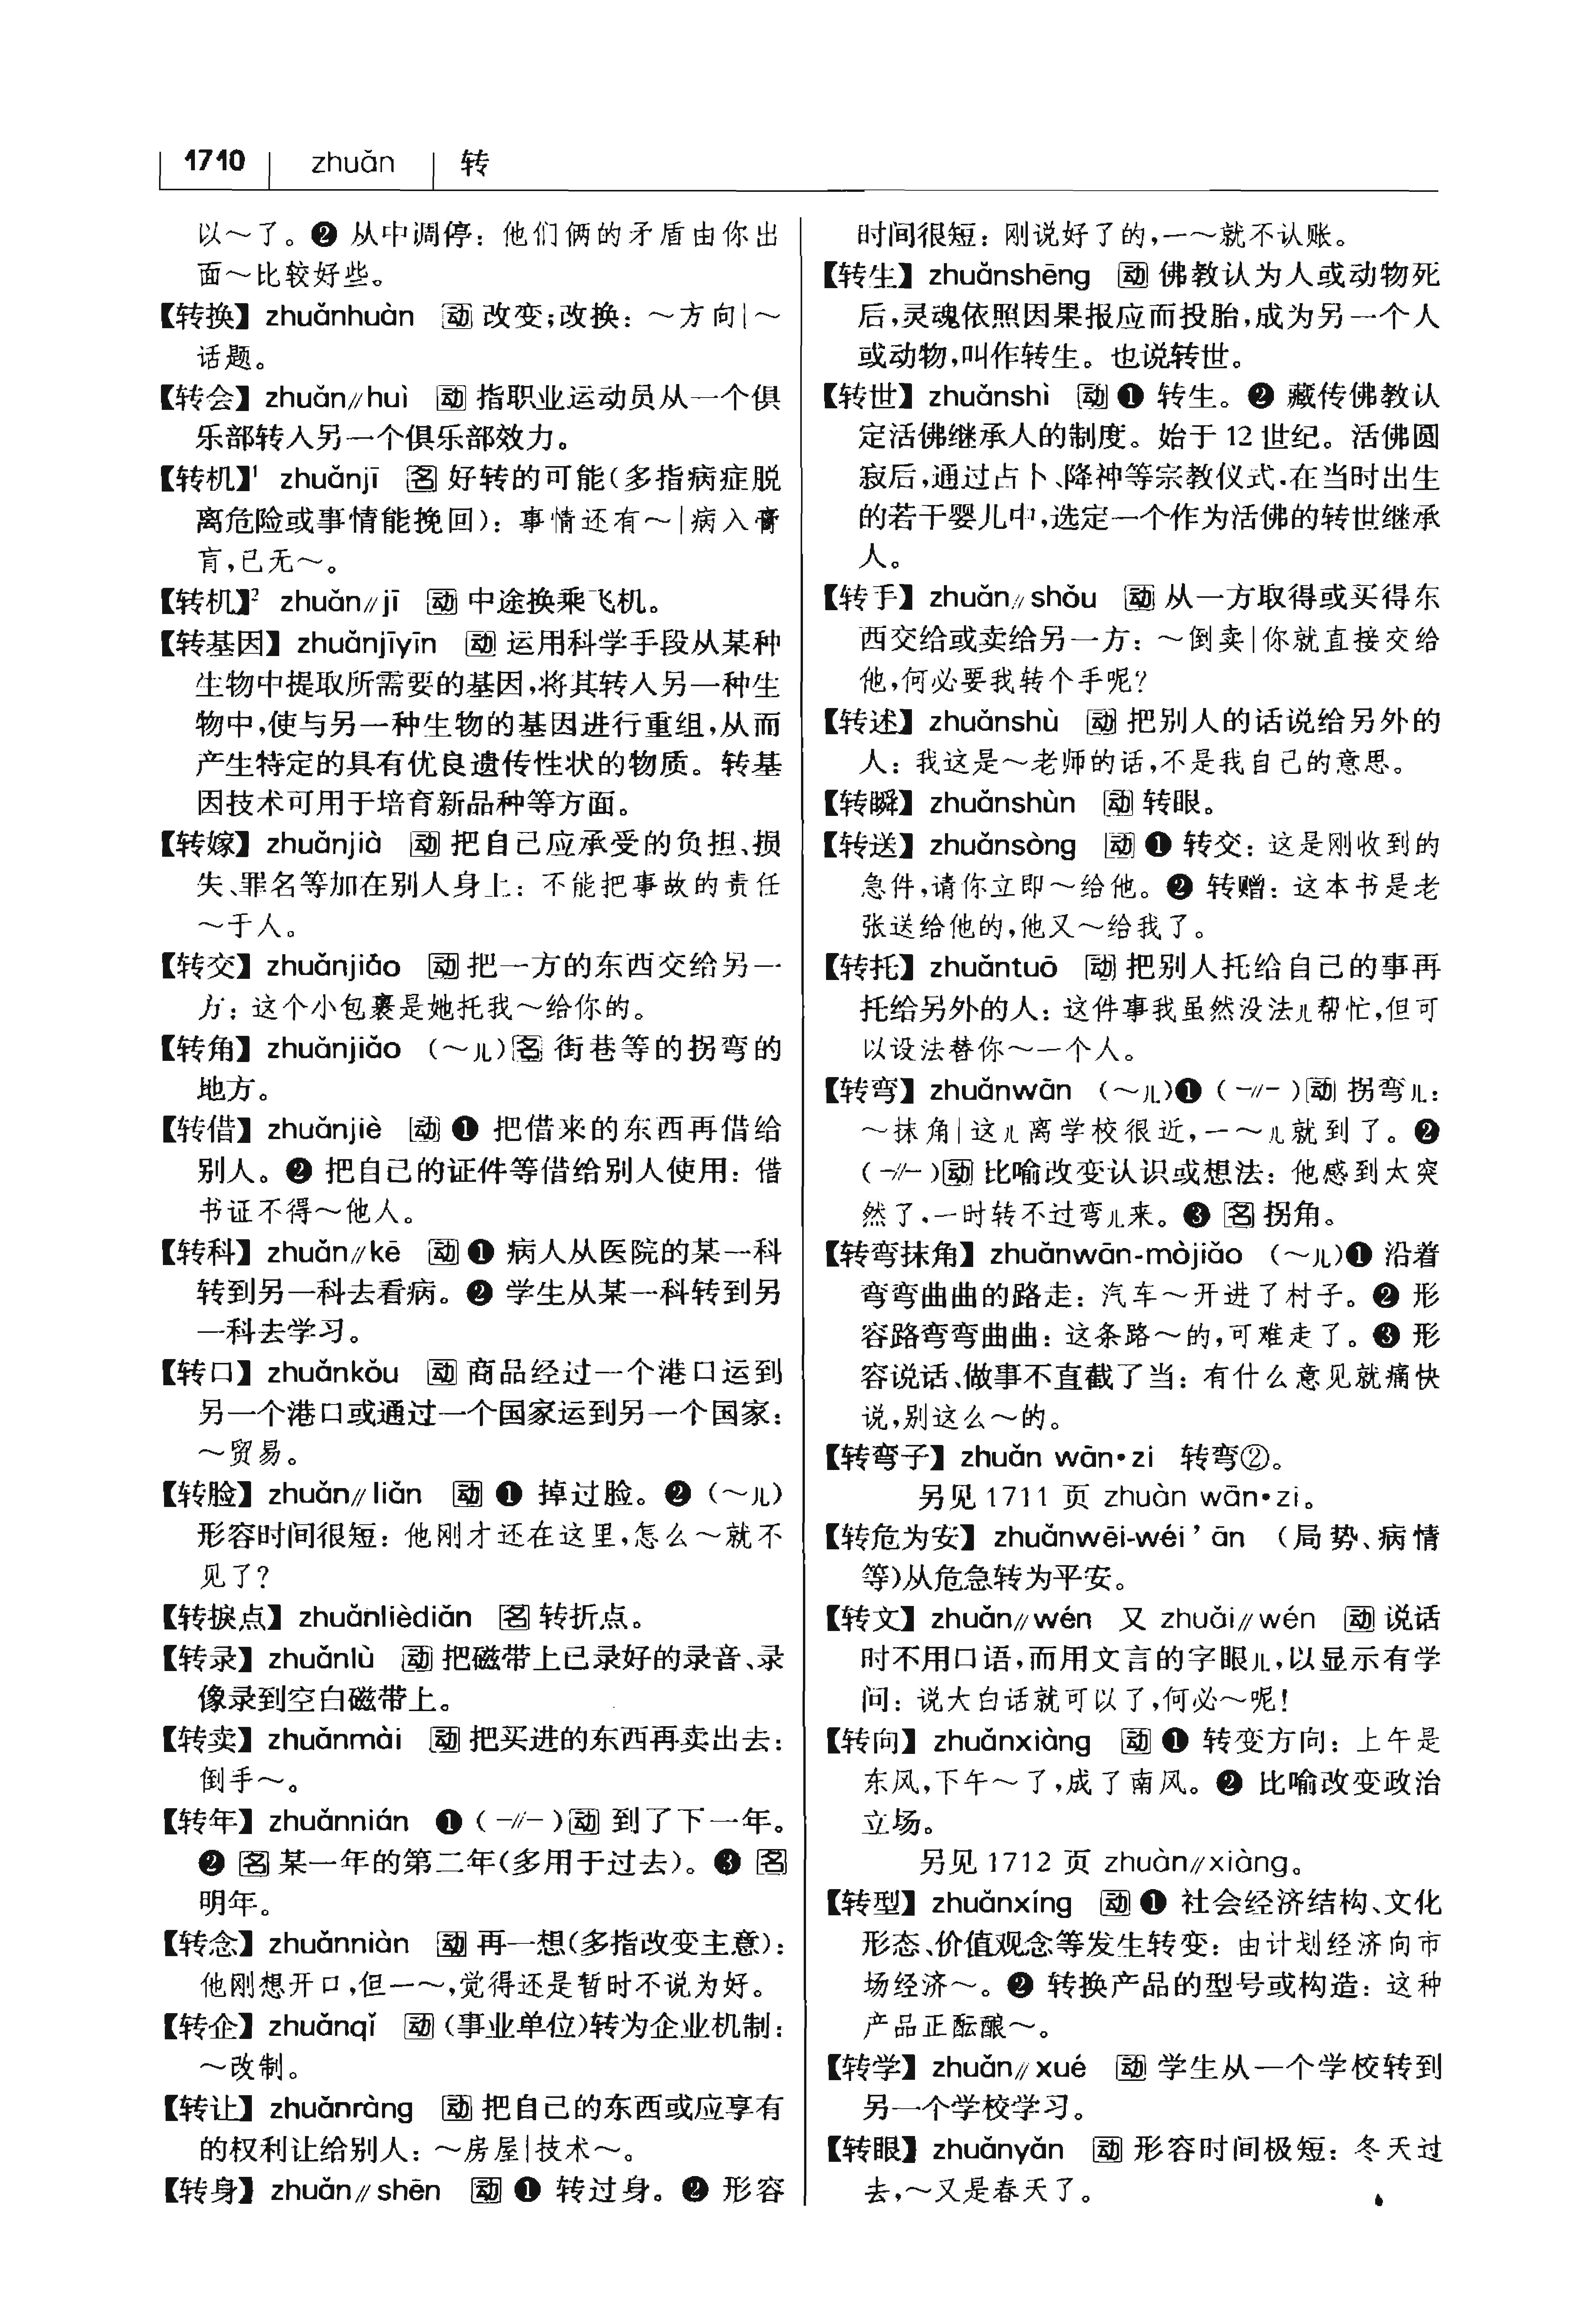 1710 zhuǎn 转
以～了。❷ 从中调停：他们俩的矛盾由你出
面～比较好些。
【转换】 zhuǎnhuàn 动 改变;改换：～方向|～
话题。
【转会】 zhuǎn//huì 动 指职业运动员从一个俱
乐部转入另一个俱乐部效力。
【转机】¹ zhuǎnjī 名 好转的可能(多指病症脱
离危险或事情能挽回)：事情还有～|病入膏
肓,已无～。
【转机】² zhuǎn//jī 动 中途换乘飞机。
【转基因】 zhuǎnjīyīn 动 运用科学手段从某种
生物中提取所需要的基因,将其转入另一种生
物中,使与另一种生物的基因进行重组,从而
产生特定的具有优良遗传性状的物质。转基
因技术可用于培育新品种等方面。
【转嫁】 zhuǎnjià 动 把自己应承受的负担、损
失、罪名等加在别人身上：不能把事故的责任
～于人。
【转交】 zhuǎnjiāo 动 把一方的东西交给另一
方：这个小包裹是她托我～给你的。
【转角】 zhuǎnjiǎo (～儿)名 街巷等的拐弯的
地方。
【转借】 zhuǎnjiè 动 ❶ 把借来的东西再借给
别人。❷ 把自己的证件等借给别人使用：借
书证不得～他人。
【转科】 zhuǎn//kē 动 ❶ 病人从医院的某一科
转到另一科去看病。❷ 学生从某一科转到另
一科去学习。
【转口】 zhuǎnkǒu 动 商品经过一个港口运到
另一个港口或通过一个国家运到另一个国家：
～贸易。
【转脸】 zhuǎn//liǎn 动 ❶ 掉过脸。❷ (～儿)
形容时间很短：他刚才还在这里,怎么～就不
见了?
【转捩点】 zhuǎnlièdiǎn 名 转折点。
【转录】 zhuǎnlù 动 把磁带上已录好的录音、录
像录到空白磁带上。
【转卖】 zhuǎnmài 动 把买进的东西再卖出去：
倒手～。
【转年】 zhuǎnnián ❶ (-//-)动 到了下一年。
❷ 名 某一年的第二年(多用于过去)。❸ 名
明年。
【转念】 zhuǎnniàn 动 再一想(多指改变主意)：
他刚想开口,但一～,觉得还是暂时不说为好。
【转企】 zhuǎnqǐ 动 (事业单位)转为企业机制：
～改制。
【转让】 zhuǎnràng 动 把自己的东西或应享有
的权利让给别人：～房屋|技术～。
【转身】 zhuǎn//shēn 动 ❶ 转过身。❷ 形容
时间很短：刚说好了的,一～就不认账。
【转生】 zhuǎnshēng 动 佛教认为人或动物死
后,灵魂依照因果报应而投胎,成为另一个人
或动物,叫作转生。也说转世。
【转世】 zhuǎnshì 动 ❶ 转生。❷ 藏传佛教认
定活佛继承人的制度。始于12世纪。活佛圆
寂后,通过占卜、降神等宗教仪式,在当时出生
的若干婴儿中,选定一个作为活佛的转世继承
人。
【转手】 zhuǎn//shǒu 动 从一方取得或买得东
西交给或卖给另一方：～倒卖|你就直接交给
他,何必要我转个手呢?
【转述】 zhuǎnshù 动 把别人的话说给另外的
人：我这是～老师的话,不是我自己的意思。
【转瞬】 zhuǎnshùn 动 转眼。
【转送】 zhuǎnsòng 动 ❶ 转交：这是刚收到的
急件,请你立即～给他。❷ 转赠：这本书是老
张送给他的,他又～给我了。
【转托】 zhuǎntuō 动 把别人托给自己的事再
托给另外的人：这件事我虽然没法儿帮忙,但可
以设法替你～一个人。
【转弯】 zhuǎnwān (～儿)❶ (-//-)动 拐弯儿：
～抹角|这儿离学校很近,一～儿就到了。❷
(-//-)动 比喻改变认识或想法：他感到太突
然了,一时转不过弯儿来。❸ 名 拐角。
【转弯抹角】 zhuǎnwān-mòjiǎo (～儿)❶ 沿着
弯弯曲曲的路走：汽车～开进了村子。❷ 形
容路弯弯曲曲：这条路～的,可难走了。❸ 形
容说话、做事不直截了当：有什么意见就痛快
说,别这么～的。
【转弯子】 zhuǎn wān•zi 转弯②。
另见1711页 zhuàn wān•zi。
【转危为安】 zhuǎnwēi-wéi’ān (局势、病情
等)从危急转为平安。
【转文】 zhuǎn//wén 又 zhuǎi//wén 动 说话
时不用口语,而用文言的字眼儿,以显示有学
问：说大白话就可以了,何必～呢!
【转向】 zhuǎnxiàng 动 ❶ 转变方向：上午是
东风,下午～了,成了南风。❷ 比喻改变政治
立场。
另见1712页 zhuàn//xiàng。
【转型】 zhuǎnxíng 动 ❶ 社会经济结构、文化
形态、价值观念等发生转变：由计划经济向市
场经济～。❷ 转换产品的型号或构造：这种
产品正酝酿～。
【转学】 zhuǎn//xué 动 学生从一个学校转到
另一个学校学习。
【转眼】 zhuǎnyǎn 动 形容时间极短：冬天过
去,～又是春天了。